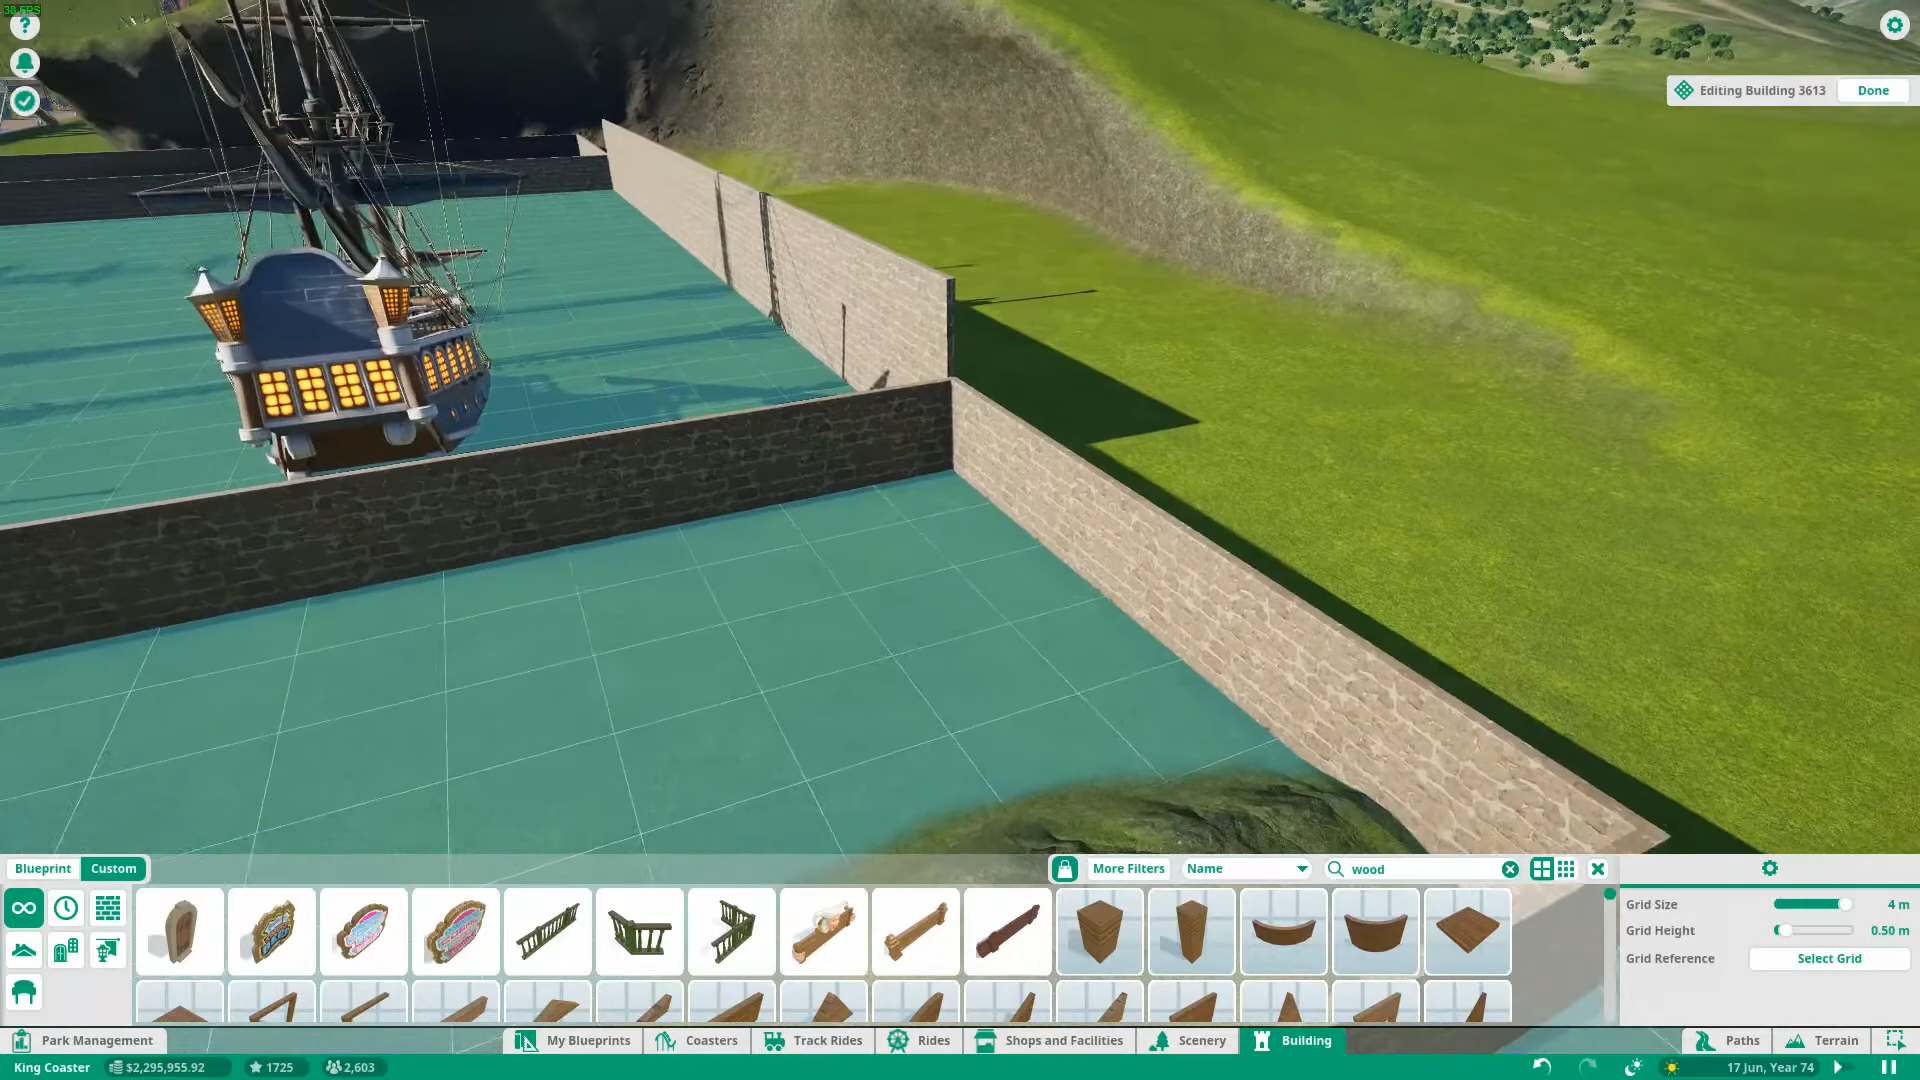 38 FPS
?
Editing Building 3613
Done
Blueprint
Custom
More Filters
Name
wood
Grid Size
4 m
Grid Height
0.50 m
Grid Reference
Select Grid
Park Management
My Blueprints
Coasters
Track Rides
Rides
Shops and Facilities
Scenery
Building
Paths
Terrain
King Coaster
$2,295,955.92
1725
2,603
17 Jun, Year 74